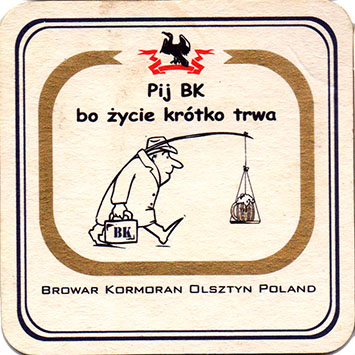 Pij BK
bo życie krótko trwa
BK
Browar Kormoran Olsztyn Poland